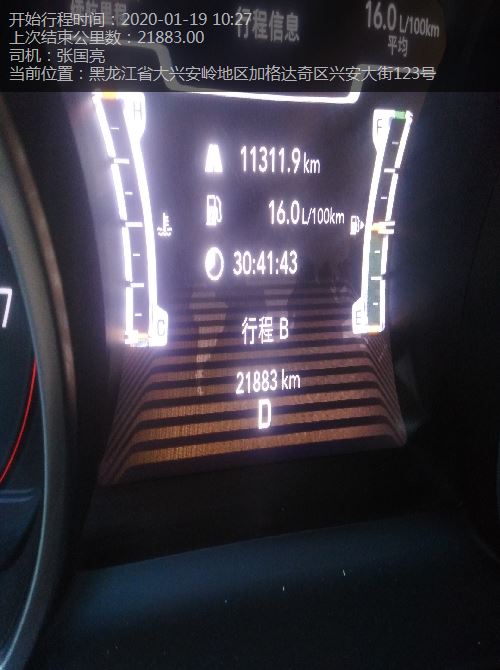 开始行程时间：2020-01-19 10:27
上次结束公里数：21883.00
司机：张国亮
当前位置：黑龙江省大兴安岭地区加格达奇区兴安大街123号
行程信息
16.0 L/100km
平均
H
F
11311.9 km
16.0 L/100km
30:41:43
C
E
行程 B
21883 km
D
7